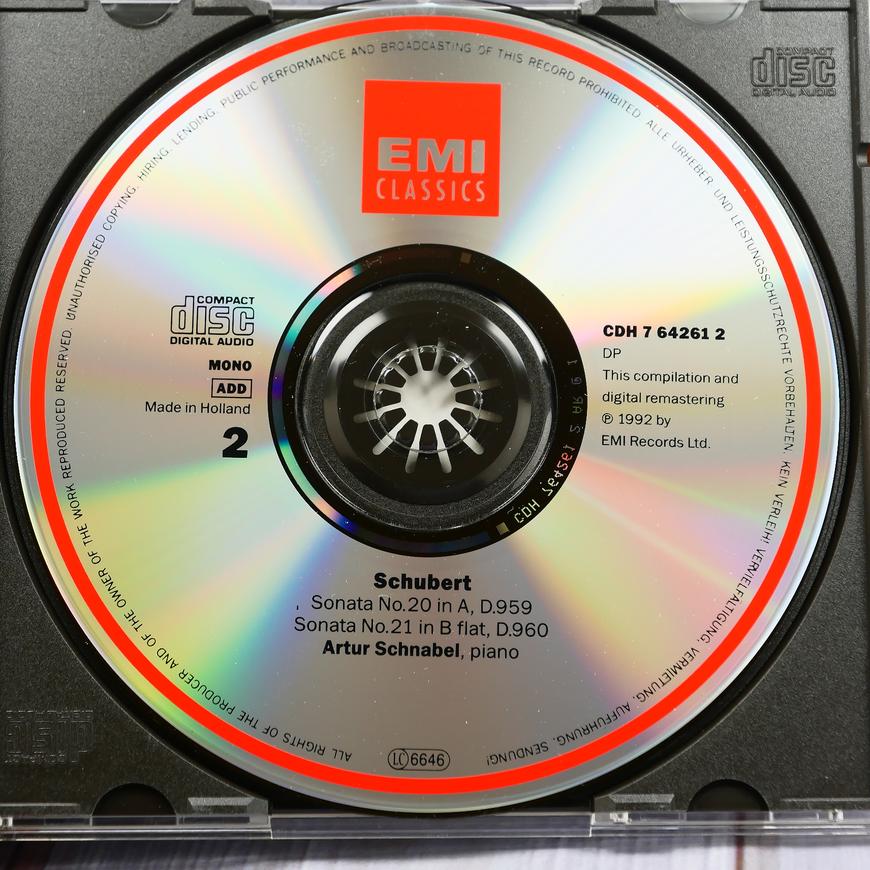 UNAUTHORISED COPYING, HIRING, LENDING, PUBLIC PERFORMANCE AND BROADCASTING OF THIS RECORD PROHIBITED. ALLE URHEBER- UND LEISTUNGSSCHUTZRECHTE VORBEHALTEN. KEIN VERLEIH! VERVIELFÄLTIGUNG, VERMIETUNG, AUFFÜHRUNG, SENDUNG!
ALL RIGHTS OF THE PRODUCER AND OF THE OWNER OF THE WORK REPRODUCED RESERVED.
COMPACT
disc
DIGITAL AUDIO
EMI
CLASSICS
COMPACT
disc
DIGITAL AUDIO
MONO
ADD
Made in Holland
2
CDH 7 64261 2
DP
This compilation and
digital remastering
℗ 1992 by
EMI Records Ltd.
CDH 764261 2
Schubert
Sonata No.20 in A, D.959
Sonata No.21 in B flat, D.960
Artur Schnabel, piano
LC 6646